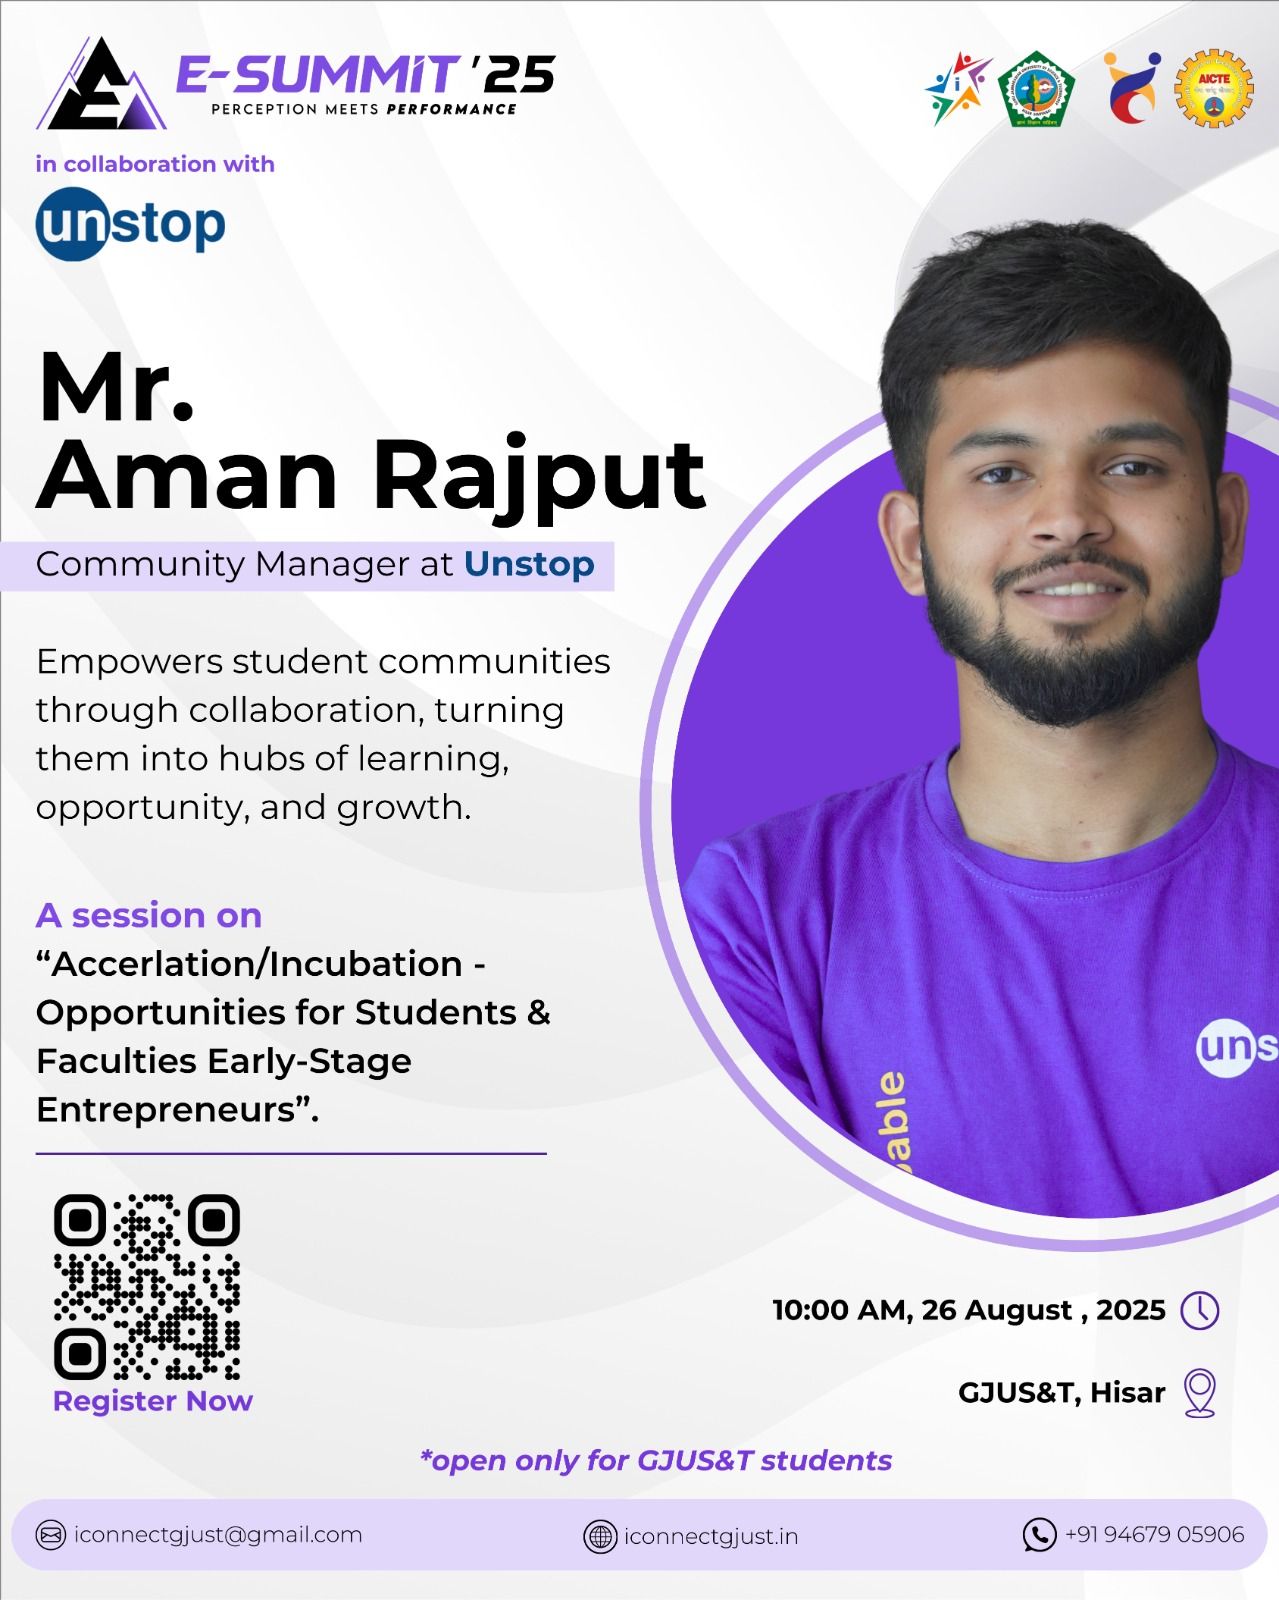 E-SUMMIT '25
PERCEPTION MEETS PERFORMANCE
AICTE
in collaboration with
unstop
Mr.
Aman Rajput
Community Manager at Unstop
Empowers student communities
through collaboration, turning
them into hubs of learning,
opportunity, and growth.
A session on
“Accerlation/Incubation -
Opportunities for Students &
Faculties Early-Stage
Entrepreneurs”.
uns
able
Register Now
10:00 AM, 26 August , 2025
GJUS&T, Hisar
*open only for GJUS&T students
iconnectgjust@gmail.com
iconnectgjust.in
+91 94679 05906